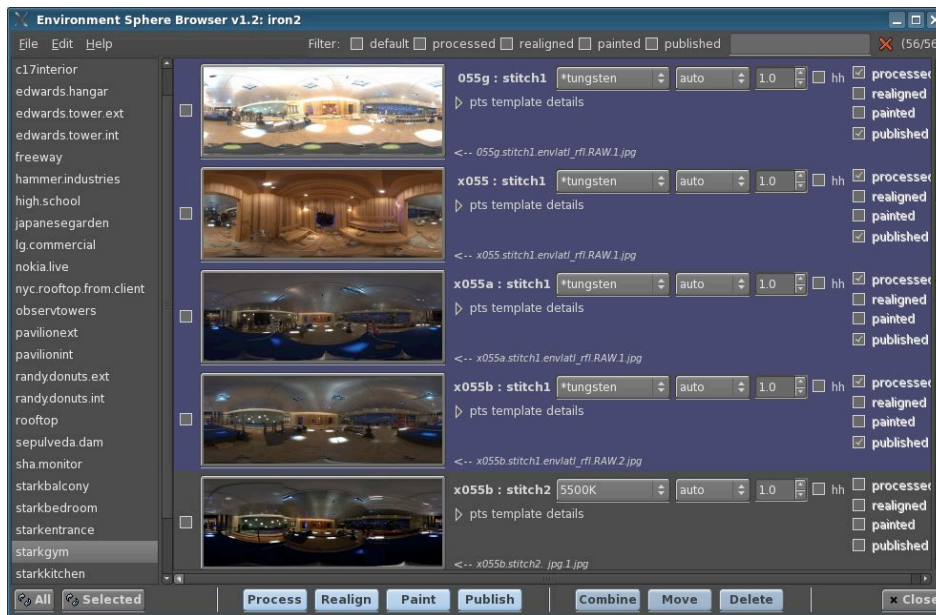 Environment Sphere Browser v1.2: iron2
File Edit Help Filter: default processed realigned painted published (56/56
c17interior
edwards.hangar
edwards.tower.ext
edwards.tower.int
freeway
hammer.industries
high.school
japanesegarden
lg.commercial
nokia.live
nyc.rooftop.from.client
observtowers
pavilionext
pavilionint
randy.donuts.ext
randy.donuts.int
rooftop
sepulveda.dam
sha.monitor
starkbalcony
starkbedroom
starkentrance
starkgym
starkkitchen
055g : stitch1 *tungsten auto 1.0 hh processed
realigned
pts template details
painted
published
<-- 055g.stitch1.envlatl_rfl.RAW.1.jpg
x055 : stitch1 *tungsten auto 1.0 hh processed
realigned
pts template details
painted
published
<-- x055.stitch1.envlatl_rfl.RAW.1.jpg
x055a : stitch1 *tungsten auto 1.0 hh processed
realigned
pts template details
painted
published
<-- x055a.stitch1.envlatl_rfl.RAW.1.jpg
x055b : stitch1 *tungsten auto 1.0 hh processed
realigned
pts template details
painted
published
<-- x055b.stitch1.envlatl_rfl.RAW.2.jpg
x055b : stitch2 5500K auto 1.0 hh processed
realigned
pts template details
painted
published
<-- x055b.stitch2. jpg.1.jpg
All Selected Process Realign Paint Publish Combine Move Delete Close